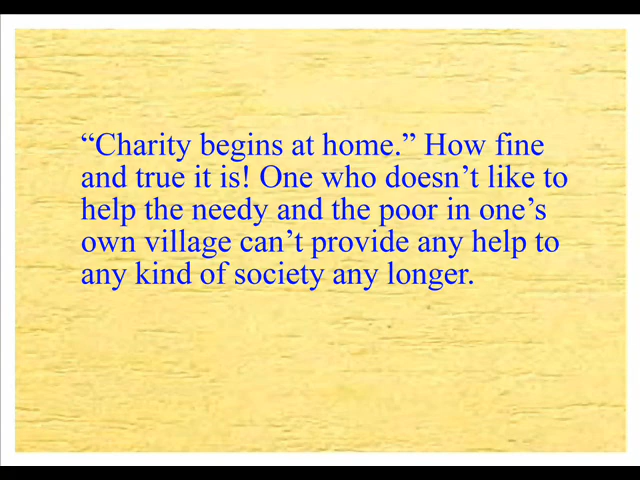 “Charity begins at home.” How fine
and true it is! One who doesn’t like to
help the needy and the poor in one’s
own village can’t provide any help to
any kind of society any longer.